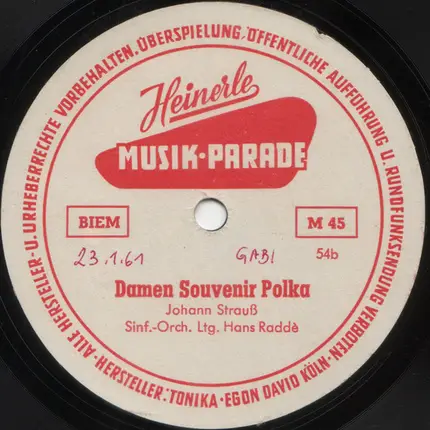 ALLE HERSTELLER-U. URHEBERRECHTE VORBEHALTEN. ÜBERSPIELUNG, ÖFFENTLICHE AUFFÜHRUNG U. RUNDFUNKSENDUNG VERBOTEN · HERSTELLER: TONIKA · EGON DAVID KÖLN ·
Heinerle
MUSIK·PARADE
BIEM
M 45
23.1.61
GABI
54b
Damen Souvenir Polka
Johann Strauß
Sinf.-Orch. Ltg. Hans Raddè